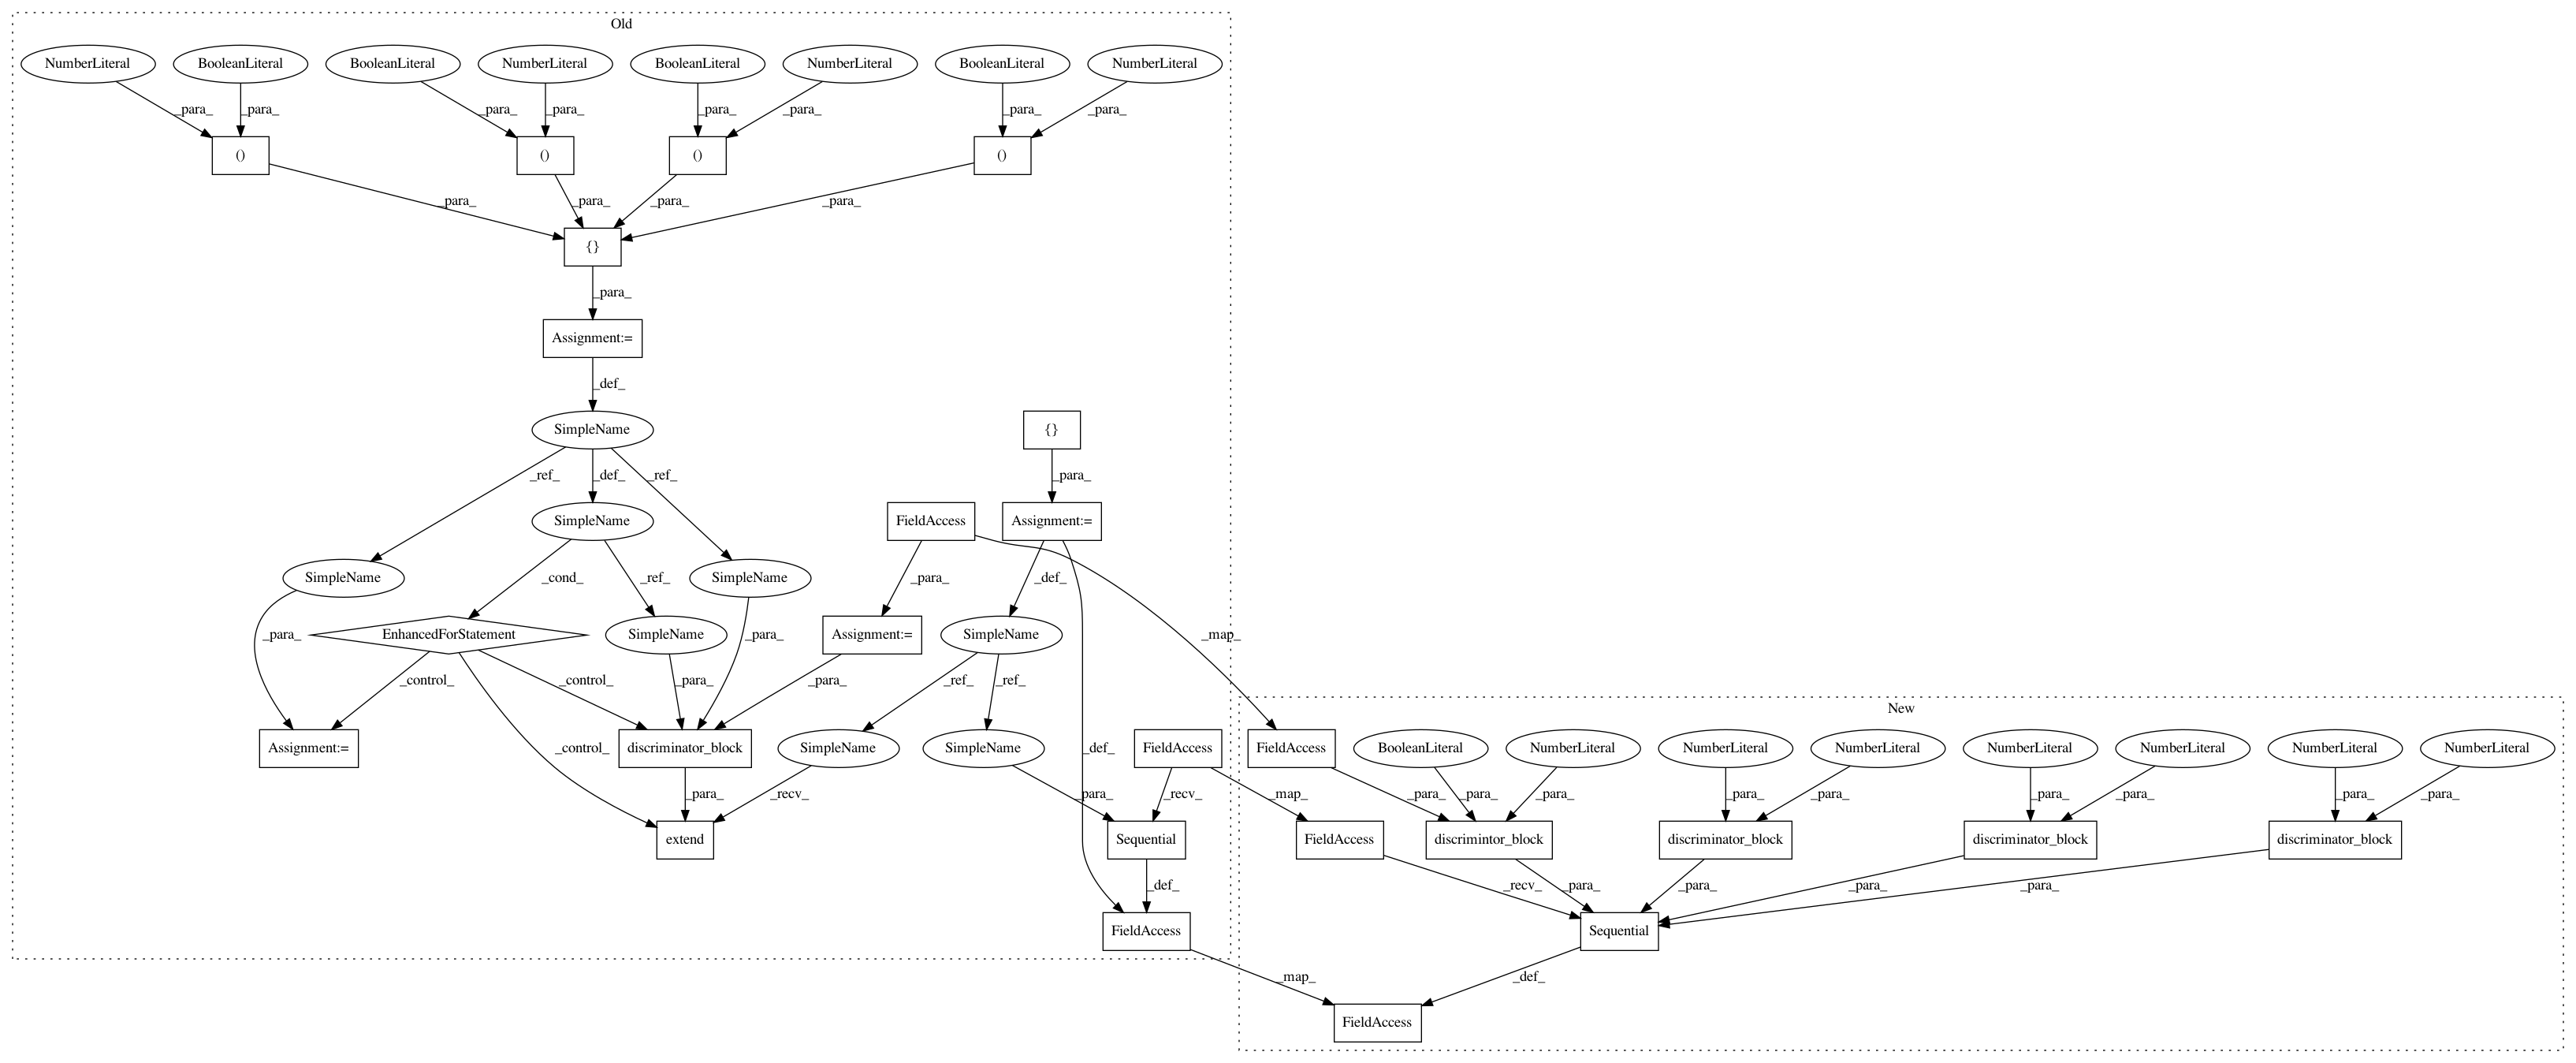 Old
NumberLiteral BooleanLiteral BooleanLiteral NumberLiteral BooleanLiteral NumberLiteral BooleanLiteral NumberLiteral
_para_ _para_ _para_ _para_ _para_ _para_ _para_ _para_
() () () ()
_para_ _para_ _para_ _para_
{}
_para_
Assignment:=
_def_
SimpleName {}
_ref_ _def_ _ref_ _para_
SimpleName FieldAccess Assignment:=
SimpleName SimpleName
_cond_ _ref_ _para_ _def_
_para_ EnhancedForStatement SimpleName _para_ Assignment:= SimpleName _map_
_control_ _control_ _para_ _para_ _ref_ _ref_
New
Assignment:= _control_ discriminator_block SimpleName SimpleName _def_ FieldAccess FieldAccess BooleanLiteral NumberLiteral NumberLiteral NumberLiteral NumberLiteral NumberLiteral NumberLiteral NumberLiteral
_para_ _recv_ _para_ _recv_ _map_ _para_ _para_ _para_ _para_ _para_ _para_ _para_ _para_ _para_
extend Sequential FieldAccess discrimintor_block discriminator_block discriminator_block discriminator_block
_def_ _recv_ _para_ _para_ _para_ _para_
FieldAccess Sequential
_map_ _def_
FieldAccess